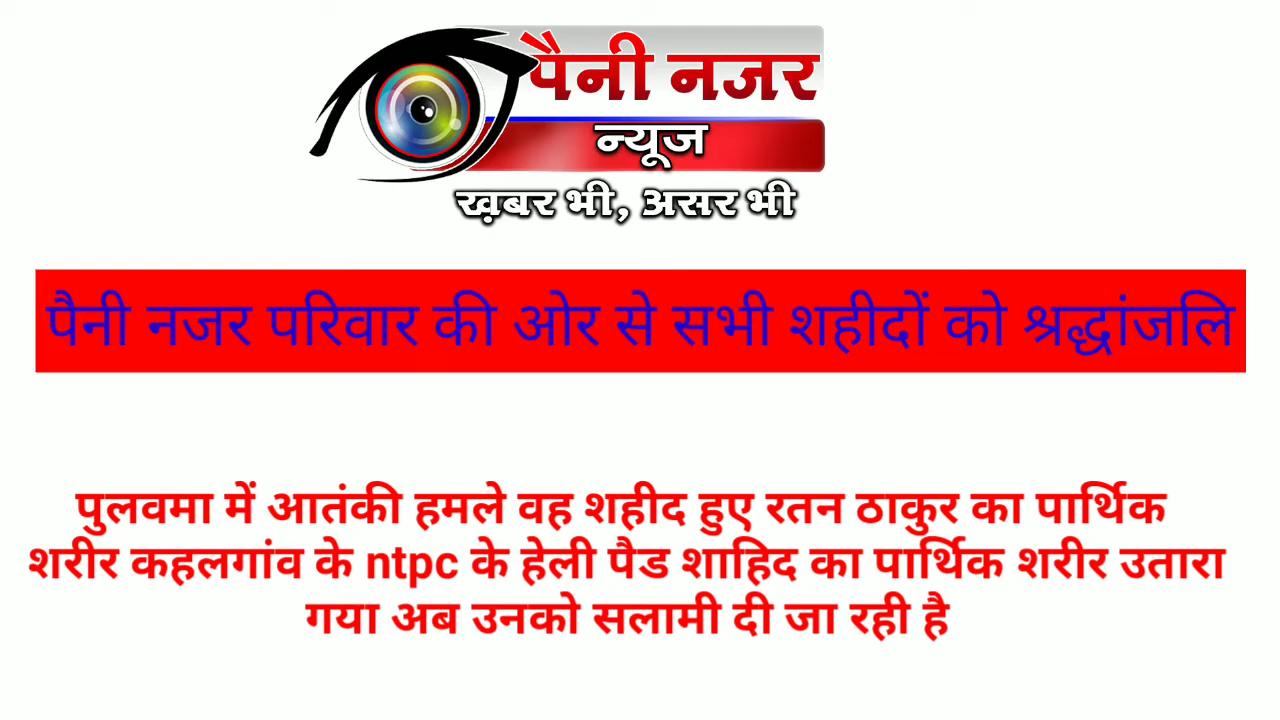 पैनी नजर
न्यूज
ख़बर भी, असर भी
पैनी नजर परिवार की ओर से सभी शहीदों को श्रद्धांजलि
पुलवमा में आतंकी हमले वह शहीद हुए रतन ठाकुर का पार्थिक
शरीर कहलगांव के ntpc के हेली पैड शाहिद का पार्थिक शरीर उतारा
गया अब उनको सलामी दी जा रही है